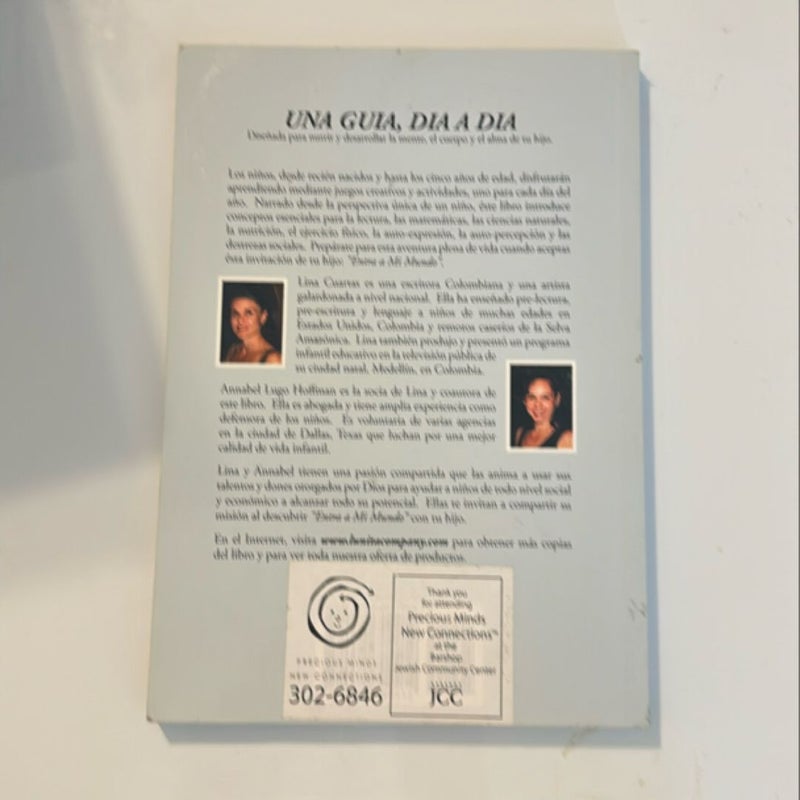 UNA GUIA, DIA A DIA
Diseñada para nutrir y desarrollar la mente, el cuerpo y el alma de tu hijo.
Los niños, desde recién nacidos y hasta los cinco años de edad, disfrutarán
aprendiendo mediante juegos creativos y actividades, uno para cada día del
año. Narrado desde la perspectiva única de un niño, éste libro introduce
conceptos esenciales para la lectura, las matemáticas, las ciencias naturales,
la nutrición, el ejercicio físico, la auto-expresión, la auto-percepción y las
destrezas sociales. Prepárate para esta aventura plena de vida cuando aceptas
ésta invitación de tu hijo: "Entra a Mi Mundo".
Lina Cuartas es una escritora Colombiana y una artista
galardonada a nivel nacional. Ella ha enseñado pre-lectura,
pre-escritura y lenguaje a niños de muchas edades en
Estados Unidos, Colombia y remotos caseríos de la Selva
Amazónica. Lina también produjo y presentó un programa
infantil educativo en la televisión pública de
su ciudad natal, Medellín, en Colombia.
Annabel Lugo Hoffman es la socia de Lina y coautora de
este libro. Ella es abogada y tiene amplia experiencia como
defensora de los niños. Es voluntaria de varias agencias
en la ciudad de Dallas, Texas que luchan por una mejor
calidad de vida infantil.
Lina y Annabel tienen una pasión compartida que las anima a usar sus
talentos y dones otorgados por Dios para ayudar a niños de todo nivel social
y económico a alcanzar todo su potencial. Ellas te invitan a compartir su
misión al descubrir "Entra a Mi Mundo" con tu hijo.
En el Internet, visita para obtener más copias
del libro y para ver toda nuestra oferta de productos.
PRECIOUS MINDS
NEW CONNECTIONS
302-6846
Thank you
for attending
Precious Minds
New Connections™
at the
Barshop
Jewish Community Center
JCC